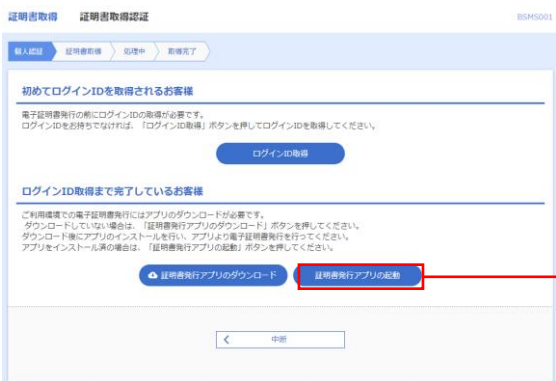 証明書取得 証明書取得認証 BSMS001
個人認証 証明書取得 処理中 取得完了
初めてログインIDを取得されるお客様
電子証明書発行の前にログインIDの取得が必要です。
ログインIDをお持ちでなければ、「ログインID取得」ボタンを押してログインIDを取得してください。
ログインID取得
ログインID取得まで完了しているお客様
ご利用環境での電子証明書発行にはアプリのダウンロードが必要です。
ダウンロードしていない場合は、「証明書発行アプリのダウンロード」ボタンを押してください。
ダウンロード後にアプリのインストールを行い、アプリより電子証明書発行を行ってください。
アプリをインストール済の場合は、「証明書発行アプリの起動」ボタンを押してください。
証明書発行アプリのダウンロード 証明書発行アプリの起動
中断